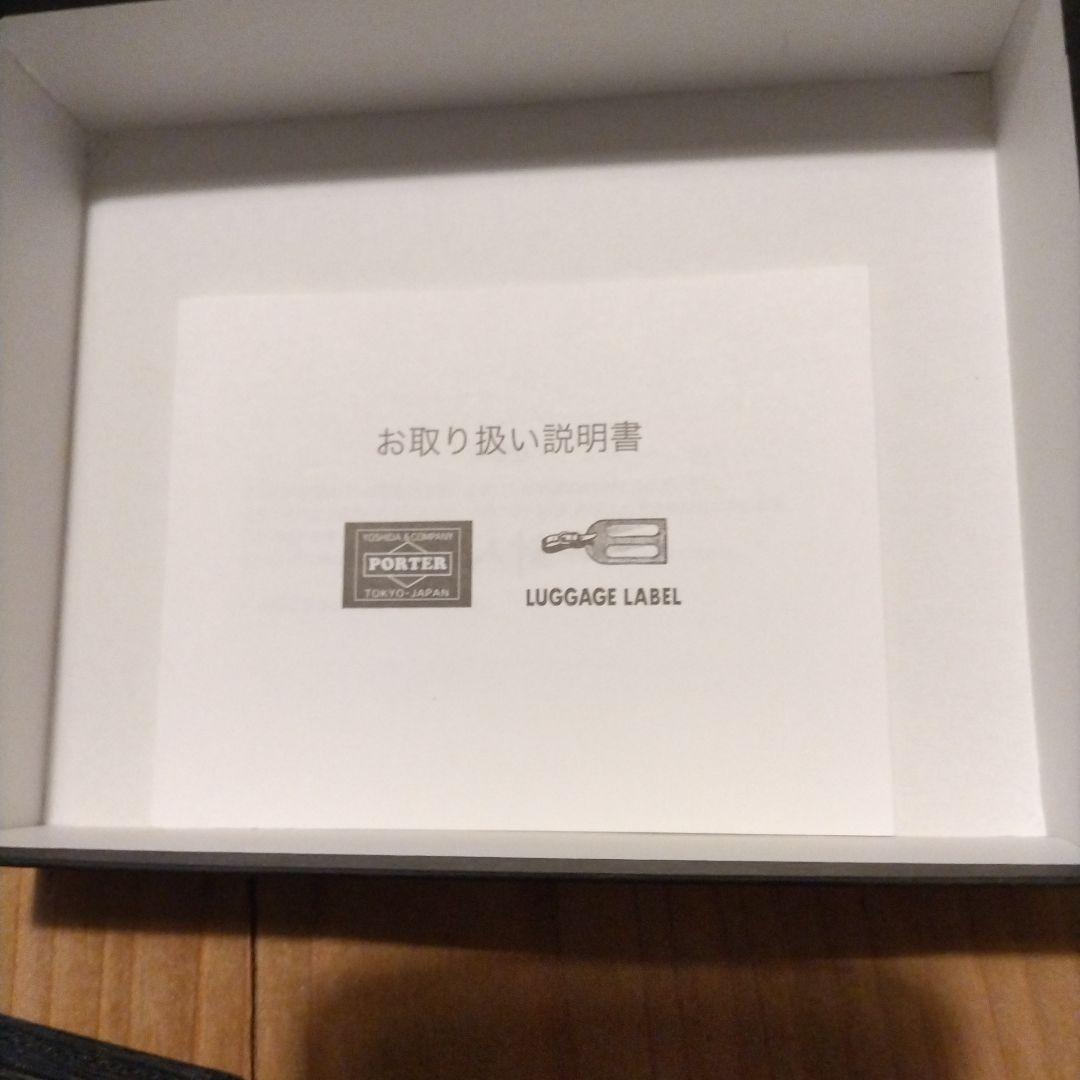 お取り扱い説明書
YOSHIDA & COMPANY
PORTER
TOKYO-JAPAN
LUGGAGE LABEL